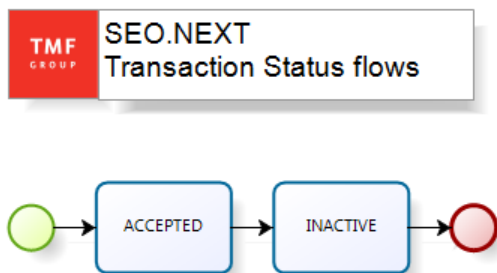 TMF
GROUP
SEO.NEXT
Transaction Status flows
ACCEPTED
INACTIVE